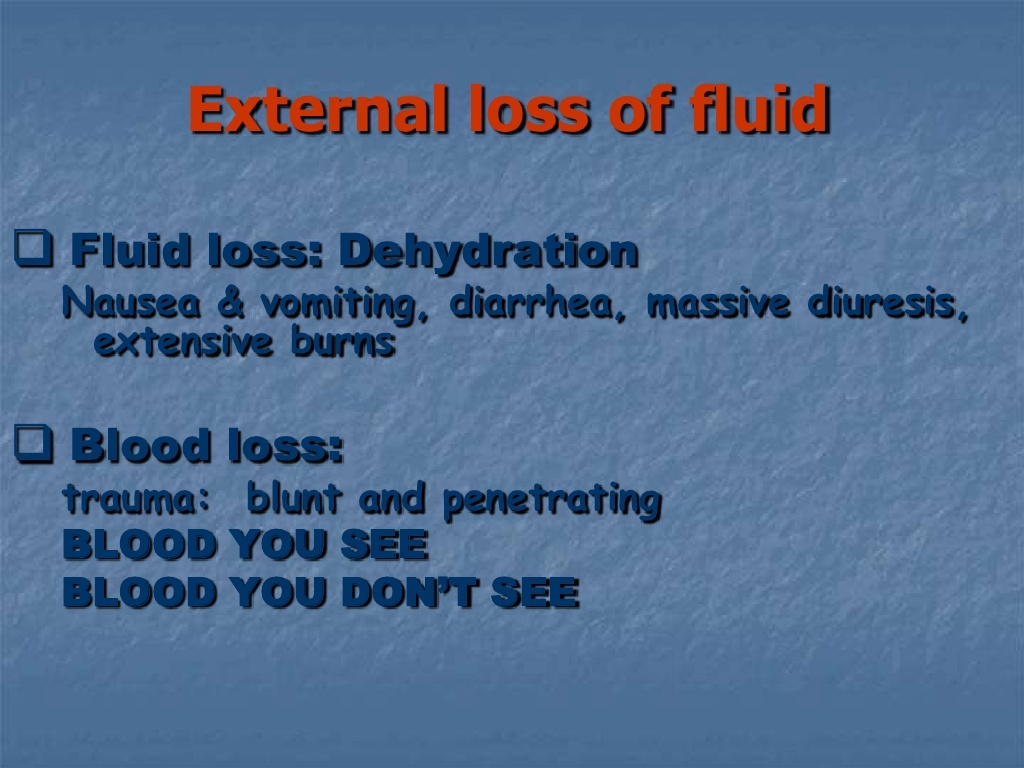 External loss of fluid
❑ Fluid loss: Dehydration
Nausea & vomiting, diarrhea, massive diuresis,
extensive burns
❑ Blood loss:
trauma:  blunt and penetrating
BLOOD YOU SEE
BLOOD YOU DON’T SEE